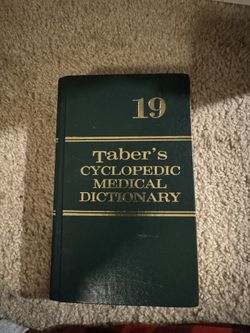 19
Taber's
CYCLOPEDIC
MEDICAL
DICTIONARY